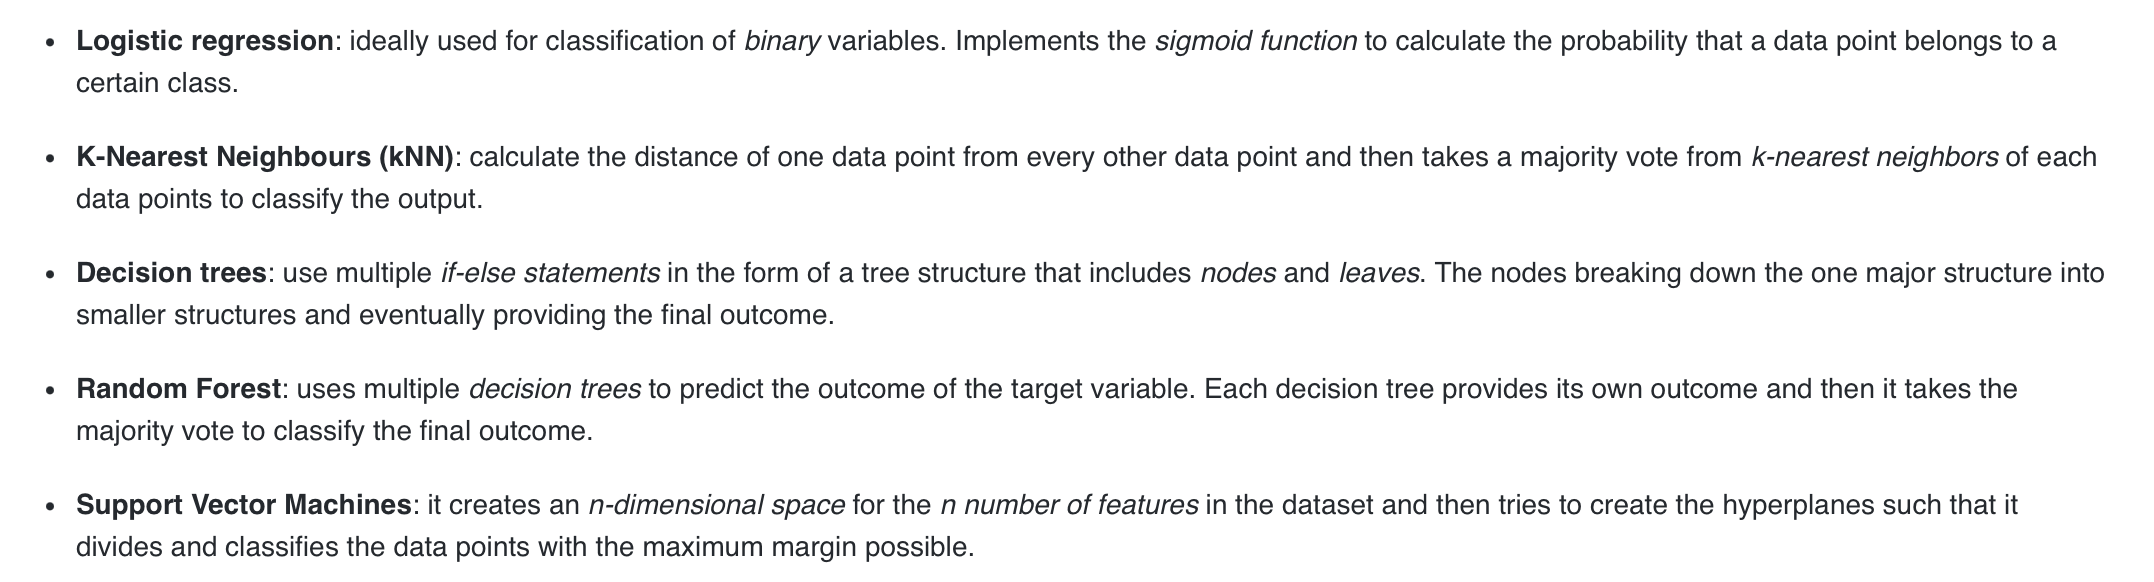 • Logistic regression: ideally used for classification of binary variables. Implements the sigmoid function to calculate the probability that a data point belongs to a
certain class.
• K-Nearest Neighbours (kNN): calculate the distance of one data point from every other data point and then takes a majority vote from k-nearest neighbors of each
data points to classify the output.
• Decision trees: use multiple if-else statements in the form of a tree structure that includes nodes and leaves. The nodes breaking down the one major structure into
smaller structures and eventually providing the final outcome.
• Random Forest: uses multiple decision trees to predict the outcome of the target variable. Each decision tree provides its own outcome and then it takes the
majority vote to classify the final outcome.
• Support Vector Machines: it creates an n-dimensional space for the n number of features in the dataset and then tries to create the hyperplanes such that it
divides and classifies the data points with the maximum margin possible.